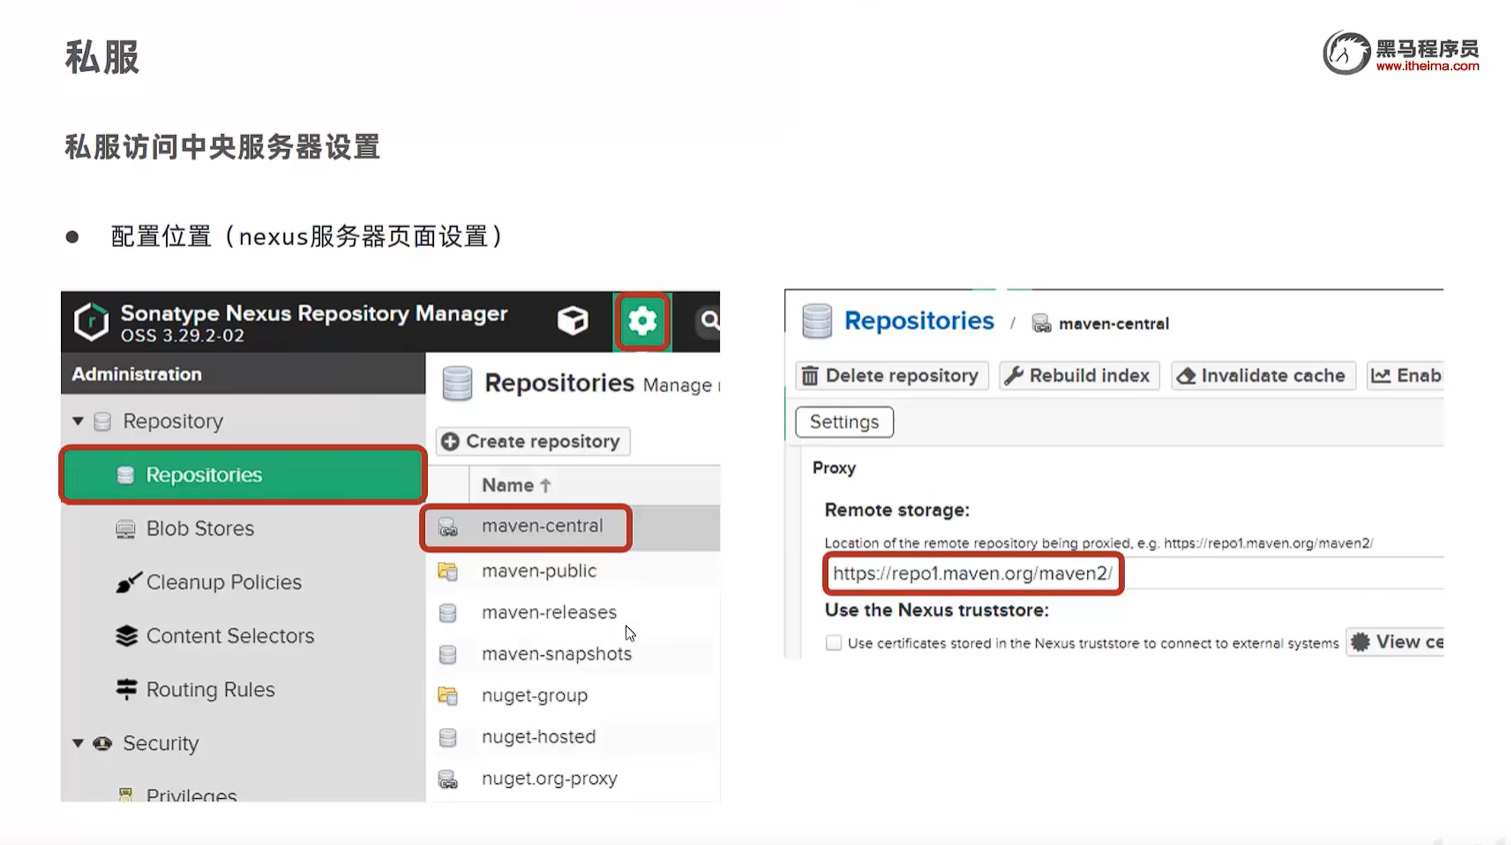 私服
黑马程序员
www.itheima.com
私服访问中央服务器设置
● 配置位置（nexus服务器页面设置）
Sonatype Nexus Repository Manager
OSS 3.29.2-02
Administration
Repository
Repositories
Blob Stores
Cleanup Policies
Content Selectors
Routing Rules
Security
Privileges
Repositories Manage
Create repository
Name ↑
maven-central
maven-public
maven-releases
maven-snapshots
nuget-group
nuget-hosted
nuget.org-proxy
Repositories / maven-central
Delete repository Rebuild index Invalidate cache Enab
Settings
Proxy
Remote storage:
Location of the remote repository being proxied, e.g. https://repo1.maven.org/maven2/
https://repo1.maven.org/maven2/
Use the Nexus truststore:
Use certificates stored in the Nexus truststore to connect to external systems View ce